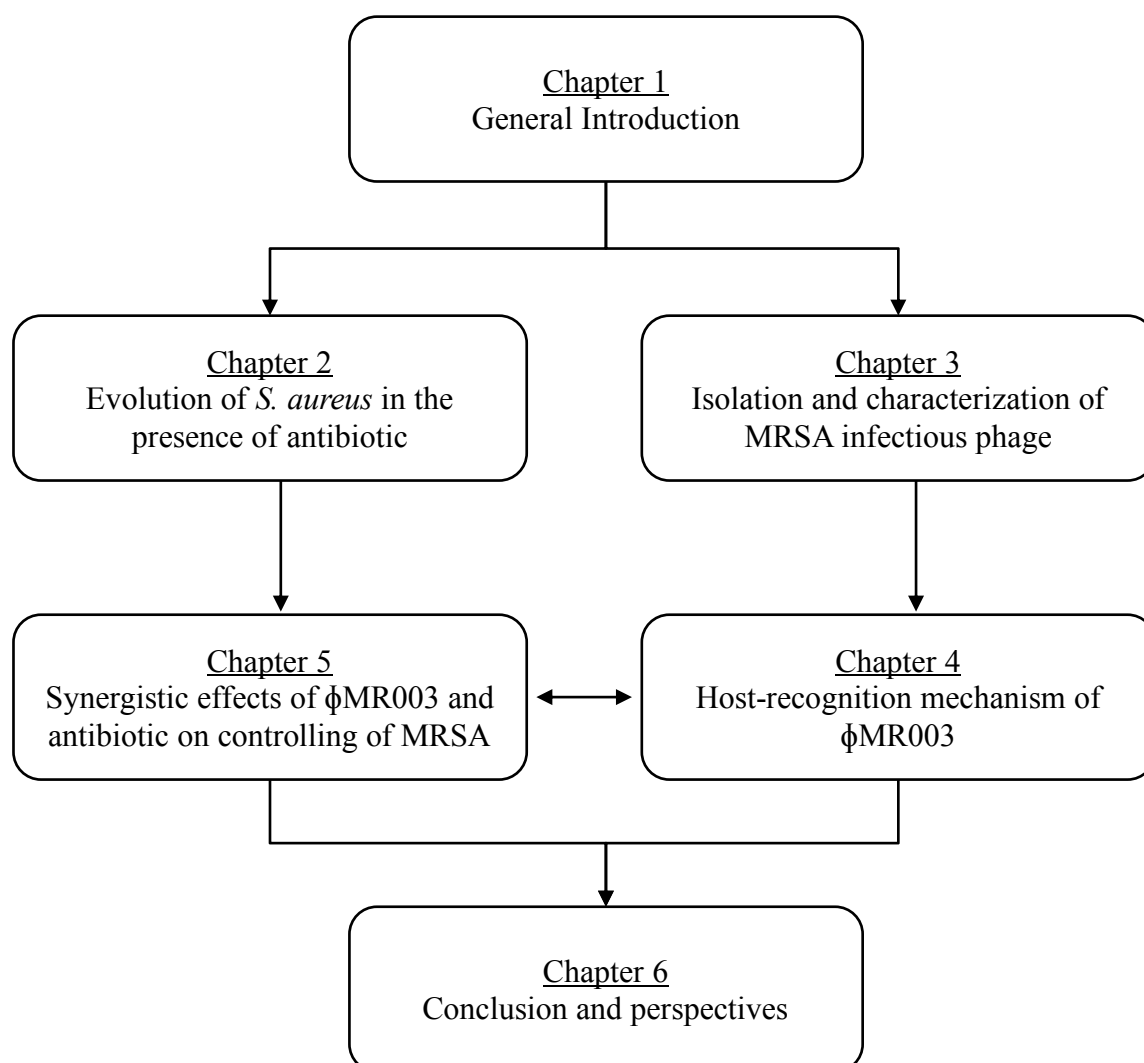 Chapter 1
General Introduction
Chapter 2
Evolution of S. aureus in the
presence of antibiotic
Chapter 3
Isolation and characterization of
MRSA infectious phage
Chapter 5
Synergistic effects of ϕMR003 and
antibiotic on controlling of MRSA
Chapter 4
Host-recognition mechanism of
ϕMR003
Chapter 6
Conclusion and perspectives